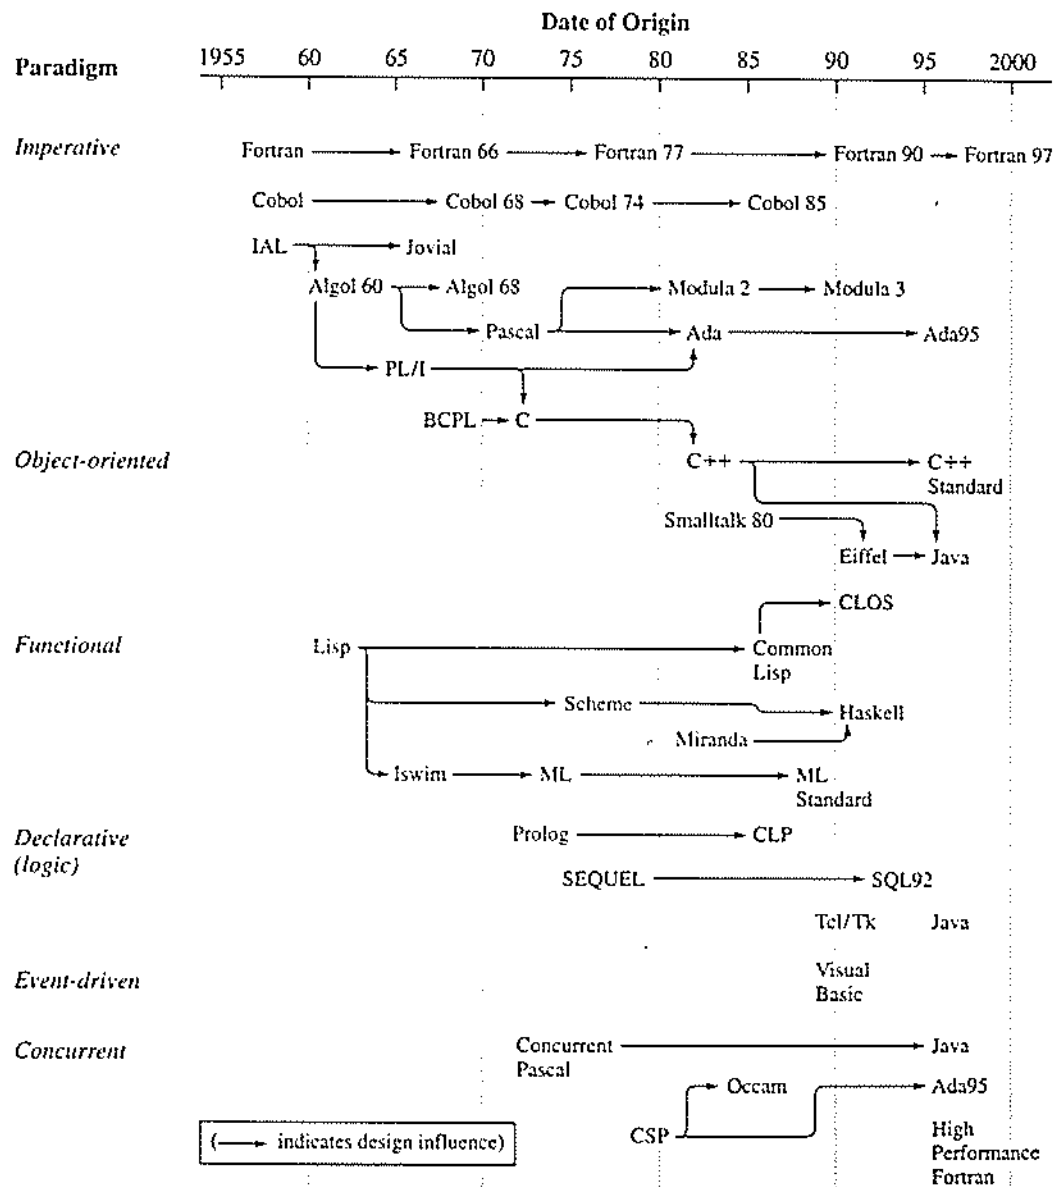 Date of Origin
Paradigm
1955 60 65 70 75 80 85 90 95 2000
Imperative
Fortran Fortran 66 Fortran 77 Fortran 90 Fortran 97
Cobol Cobol 68 Cobol 74 Cobol 85
IAL Jovial
Algol 60 Algol 68 Modula 2 Modula 3
Pascal Ada Ada95
PL/I
BCPL C
Object-oriented
C++ C++
Standard
Smalltalk 80
Eiffel Java
CLOS
Functional
Lisp Common
Lisp
Scheme Haskell
Miranda
Iswim ML ML
Standard
Declarative
(logic)
Prolog CLP
SEQUEL SQL92
Tcl/Tk Java
Event-driven
Visual
Basic
Concurrent
Concurrent
Pascal
Java
Occam Ada95
CSP
High
Performance
Fortran
( indicates design influence)